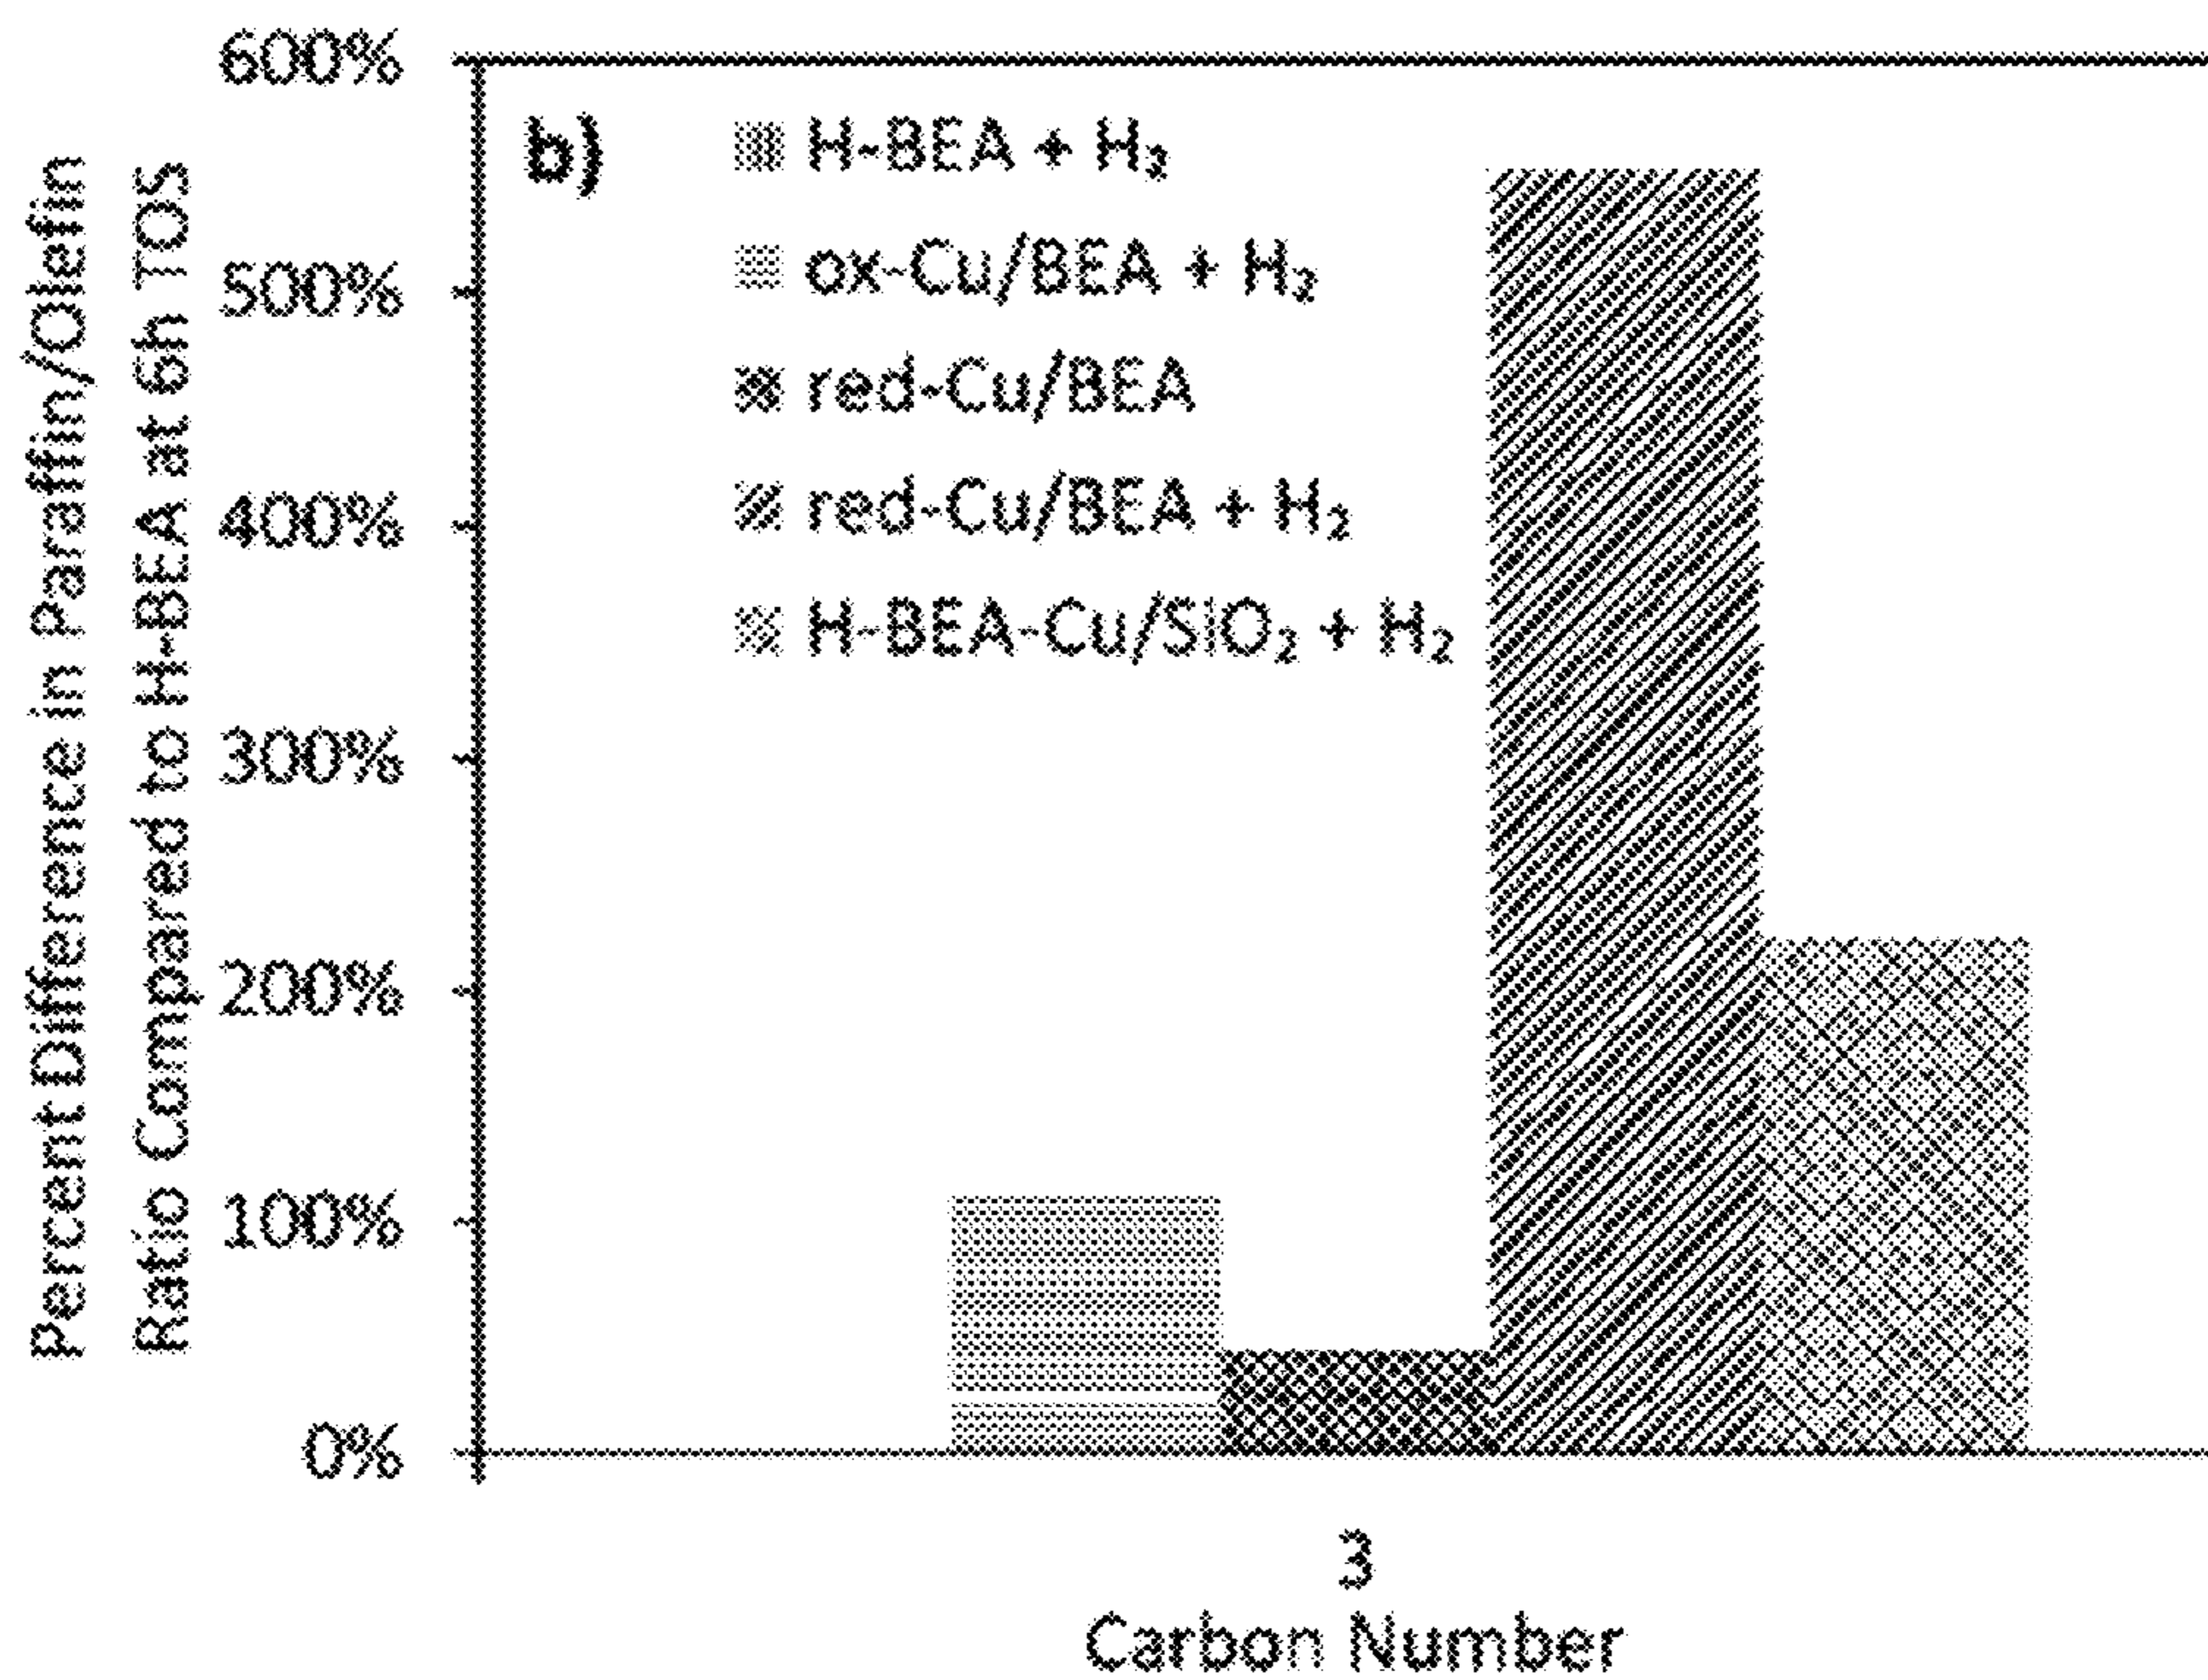 Percent Difference in Paraffin/Olefin
Ratio Compared to H-BEA at 6h TOS
600%
500%
400%
300%
200%
100%
0%
b)
H-BEA + H₂
ox-Cu/BEA + H₂
red-Cu/BEA
red-Cu/BEA + H₂
H-BEA-Cu/SiO₂ + H₂
3
Carbon Number